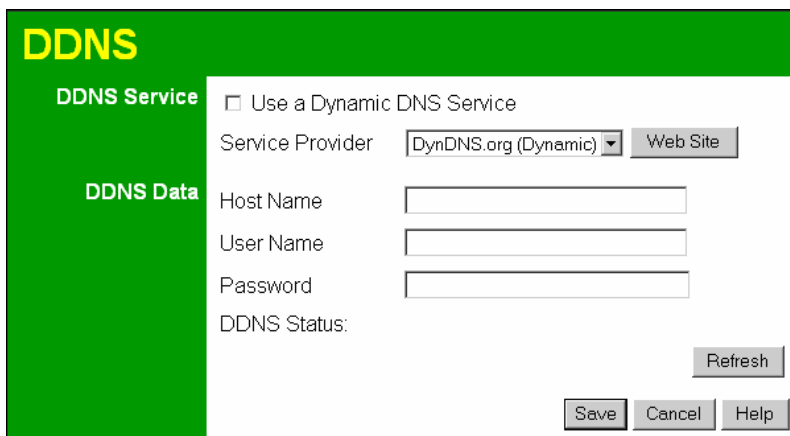 DDNS
DDNS Service
Use a Dynamic DNS Service
Service Provider DynDNS.org (Dynamic) Web Site
DDNS Data
Host Name
User Name
Password
DDNS Status:
Refresh
Save Cancel Help